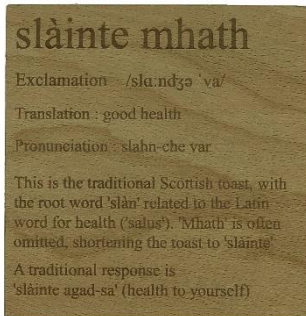 slàinte mhath
Exclamation /slɑːndʒə ˈva/
Translation : good health
Pronunciation : slahn-che var
This is the traditional Scottish toast, with
the root word 'slàn' related to the Latin
word for health ('salus'). 'Mhath' is often
omitted, shortening the toast to 'slàinte'
A traditional response is
'slàinte agad-sa' (health to yourself)